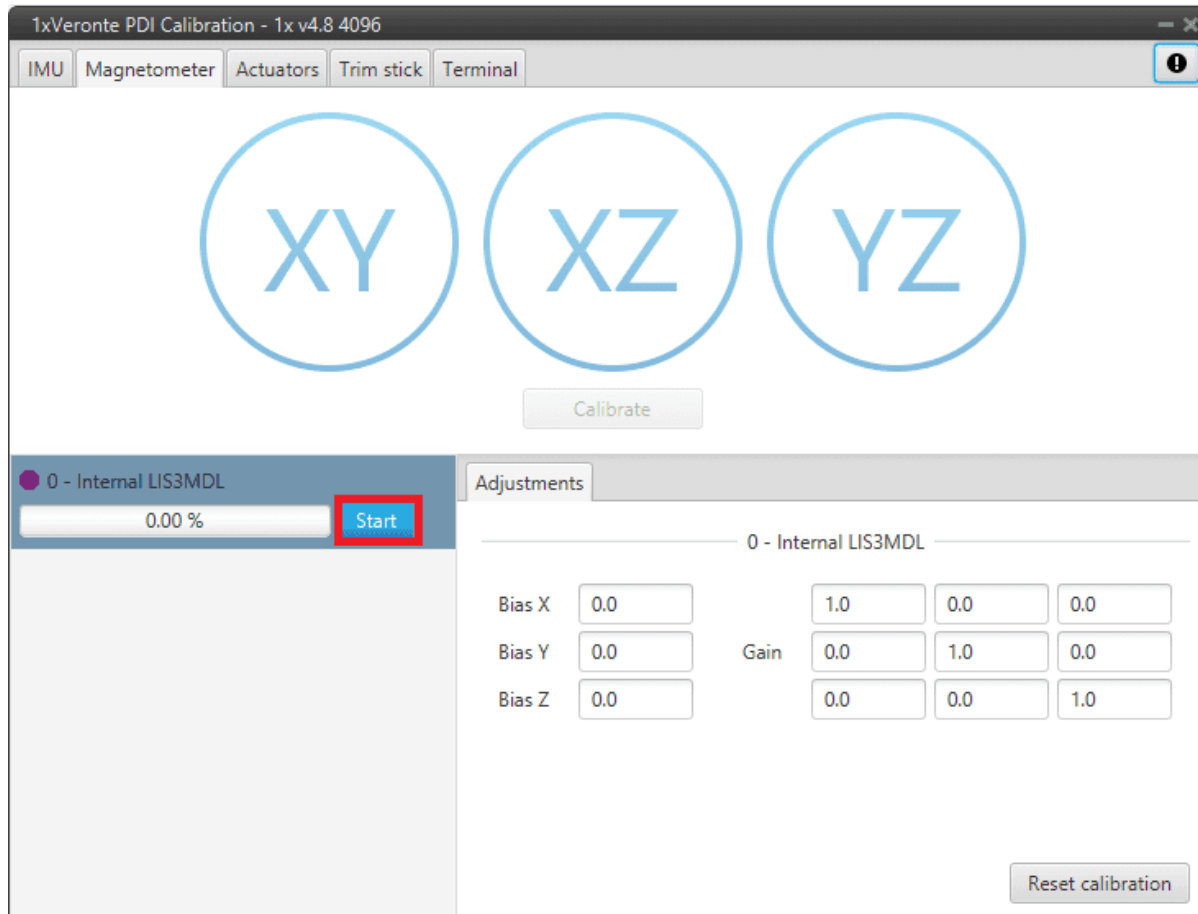 1xVeronte PDI Calibration - 1x v4.8 4096
IMU Magnetometer Actuators Trim stick Terminal
XY XZ YZ
Calibrate
0 - Internal LIS3MDL
0.00 % Start
Adjustments
0 - Internal LIS3MDL
Bias X 0.0 1.0 0.0 0.0
Bias Y 0.0 Gain 0.0 1.0 0.0
Bias Z 0.0 0.0 0.0 1.0
Reset calibration